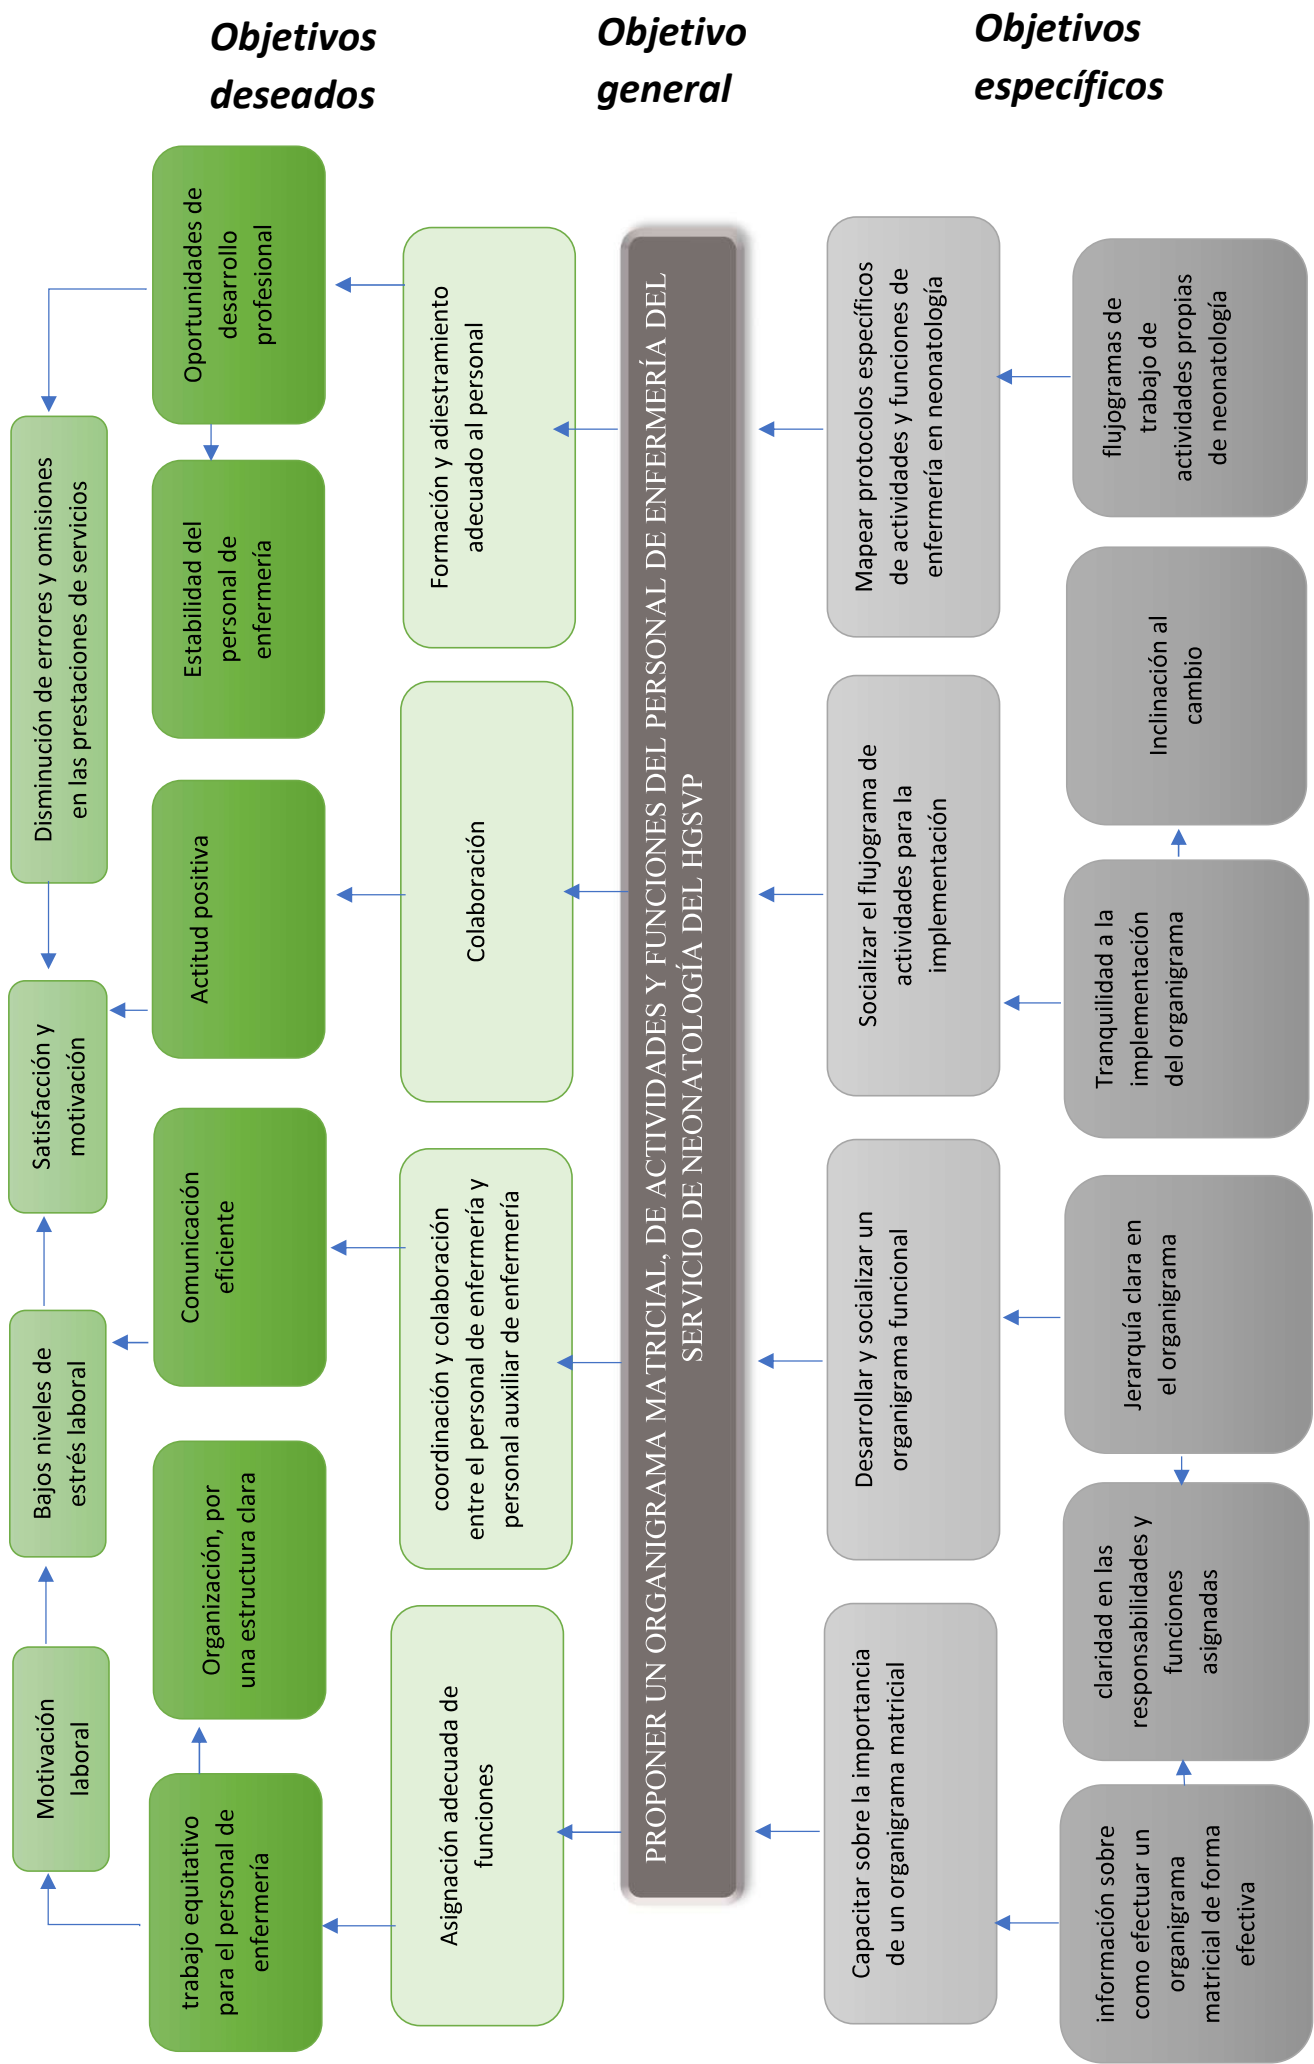 Objetivos
deseados
Objetivo
general
Objetivos
específicos
Motivación
laboral
Bajos niveles de
estrés laboral
Satisfacción y
motivación
Disminución de errores y omisiones
en las prestaciones de servicios
trabajo equitativo
para el personal de
enfermería
Organización, por
una estructura clara
Comunicación
eficiente
Actitud positiva
Estabilidad del
personal de
enfermería
Oportunidades de
desarrollo
profesional
Asignación adecuada de
funciones
coordinación y colaboración
entre el personal de enfermería y
personal auxiliar de enfermería
Colaboración
Formación y adiestramiento
adecuado al personal
PROPONER UN ORGANIGRAMA MATRICIAL, DE ACTIVIDADES Y FUNCIONES DEL PERSONAL DE ENFERMERÍA DEL
SERVICIO DE NEONATOLOGÍA DEL HGSVP
Capacitar sobre la importancia
de un organigrama matricial
Desarrollar y socializar un
organigrama funcional
Socializar el flujograma de
actividades para la
implementación
Mapear protocolos específicos
de actividades y funciones de
enfermería en neonatología
información sobre
como efectuar un
organigrama
matricial de forma
efectiva
claridad en las
responsabilidades y
funciones
asignadas
Jerarquía clara en
el organigrama
Tranquilidad a la
implementación
del organigrama
Inclinación al
cambio
flujogramas de
trabajo de
actividades propias
de neonatología